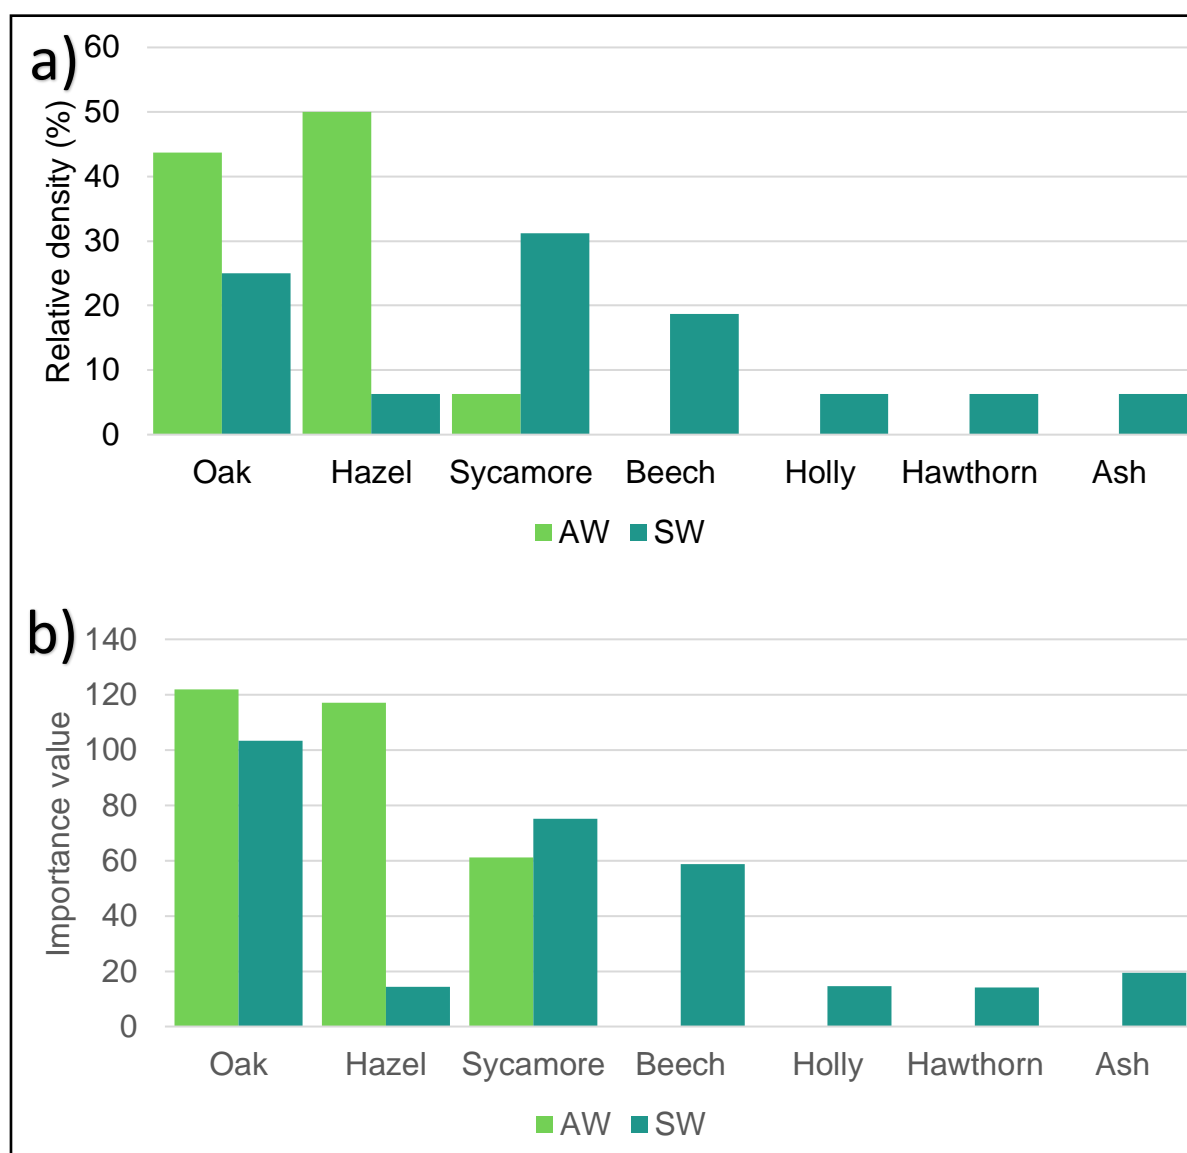 a)
Relative density (%)
60
50
40
30
20
10
0
Oak Hazel Sycamore Beech Holly Hawthorn Ash
AW SW
b)
Importance value
140
120
100
80
60
40
20
0
Oak Hazel Sycamore Beech Holly Hawthorn Ash
AW SW